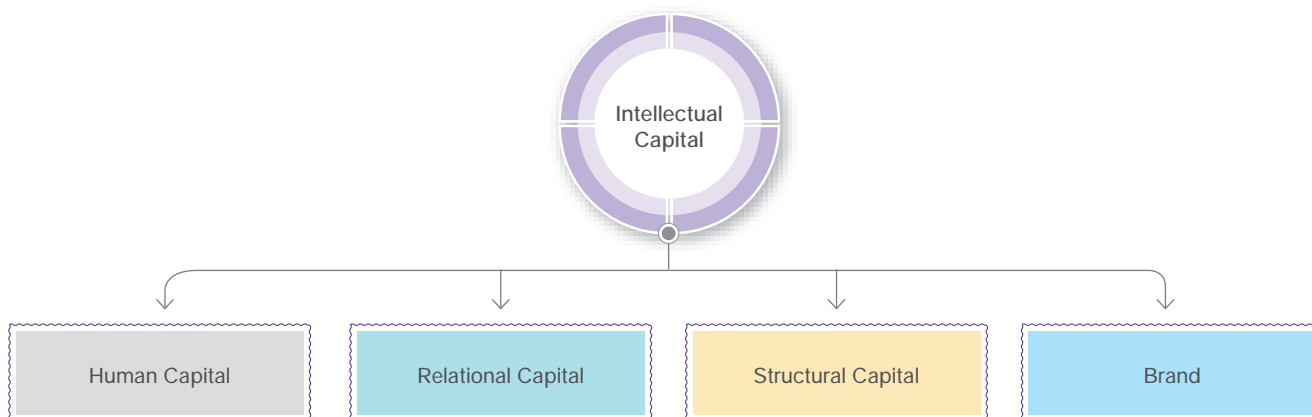 Intellectual
Capital
Human Capital
Relational Capital
Structural Capital
Brand